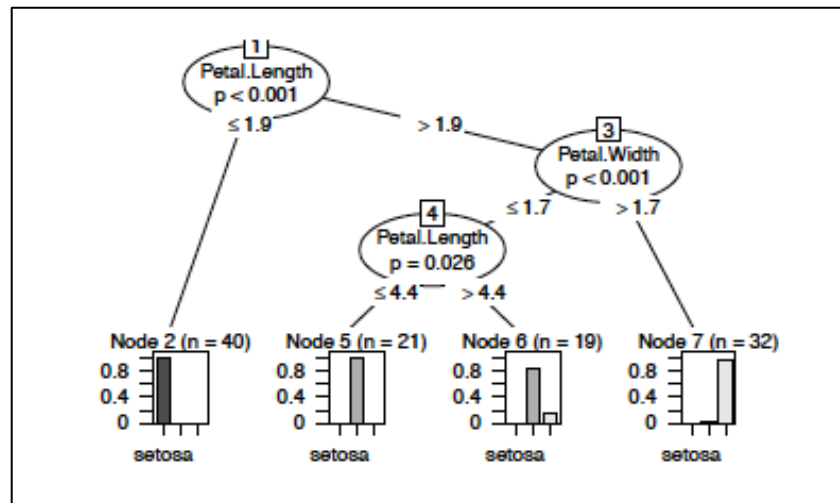 1
Petal.Length
p < 0.001
≤ 1.9
> 1.9
3
Petal.Width
p < 0.001
≤ 1.7
> 1.7
4
Petal.Length
p = 0.026
≤ 4.4
> 4.4
Node 2 (n = 40)
0.8
0.4
0
setosa
Node 5 (n = 21)
0.8
0.4
0
setosa
Node 6 (n = 19)
0.8
0.4
0
setosa
Node 7 (n = 32)
0.8
0.4
0
setosa